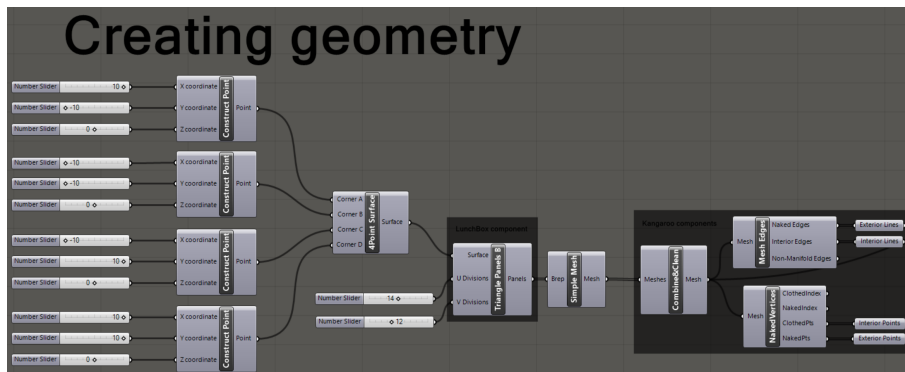 Creating geometry
Number Slider 10
Number Slider -10
Number Slider 0
X coordinate
Y coordinate
Z coordinate
Construct Point
Point
Number Slider -10
Number Slider -10
Number Slider 0
X coordinate
Y coordinate
Z coordinate
Construct Point
Point
Number Slider -10
Number Slider 10
Number Slider 0
X coordinate
Y coordinate
Z coordinate
Construct Point
Point
Number Slider 10
Number Slider 10
Number Slider 0
X coordinate
Y coordinate
Z coordinate
Construct Point
Point
Corner A
Corner B
Corner C
Corner D
4Point Surface
Surface
Number Slider 14
Number Slider 12
LunchBox component
Surface
U Divisions
V Divisions
Triangle Panels B
Panels
Brep
Simple Mesh
Mesh
Kangaroo components
Meshes
Combine&Clean
Mesh
Mesh
Mesh Edges
Naked Edges
Interior Edges
Non-Manifold Edges
Exterior Lines
Interior Lines
Mesh
NakedVertices
ClothedIndex
NakedIndex
ClothedPts
NakedPts
Interior Points
Exterior Points